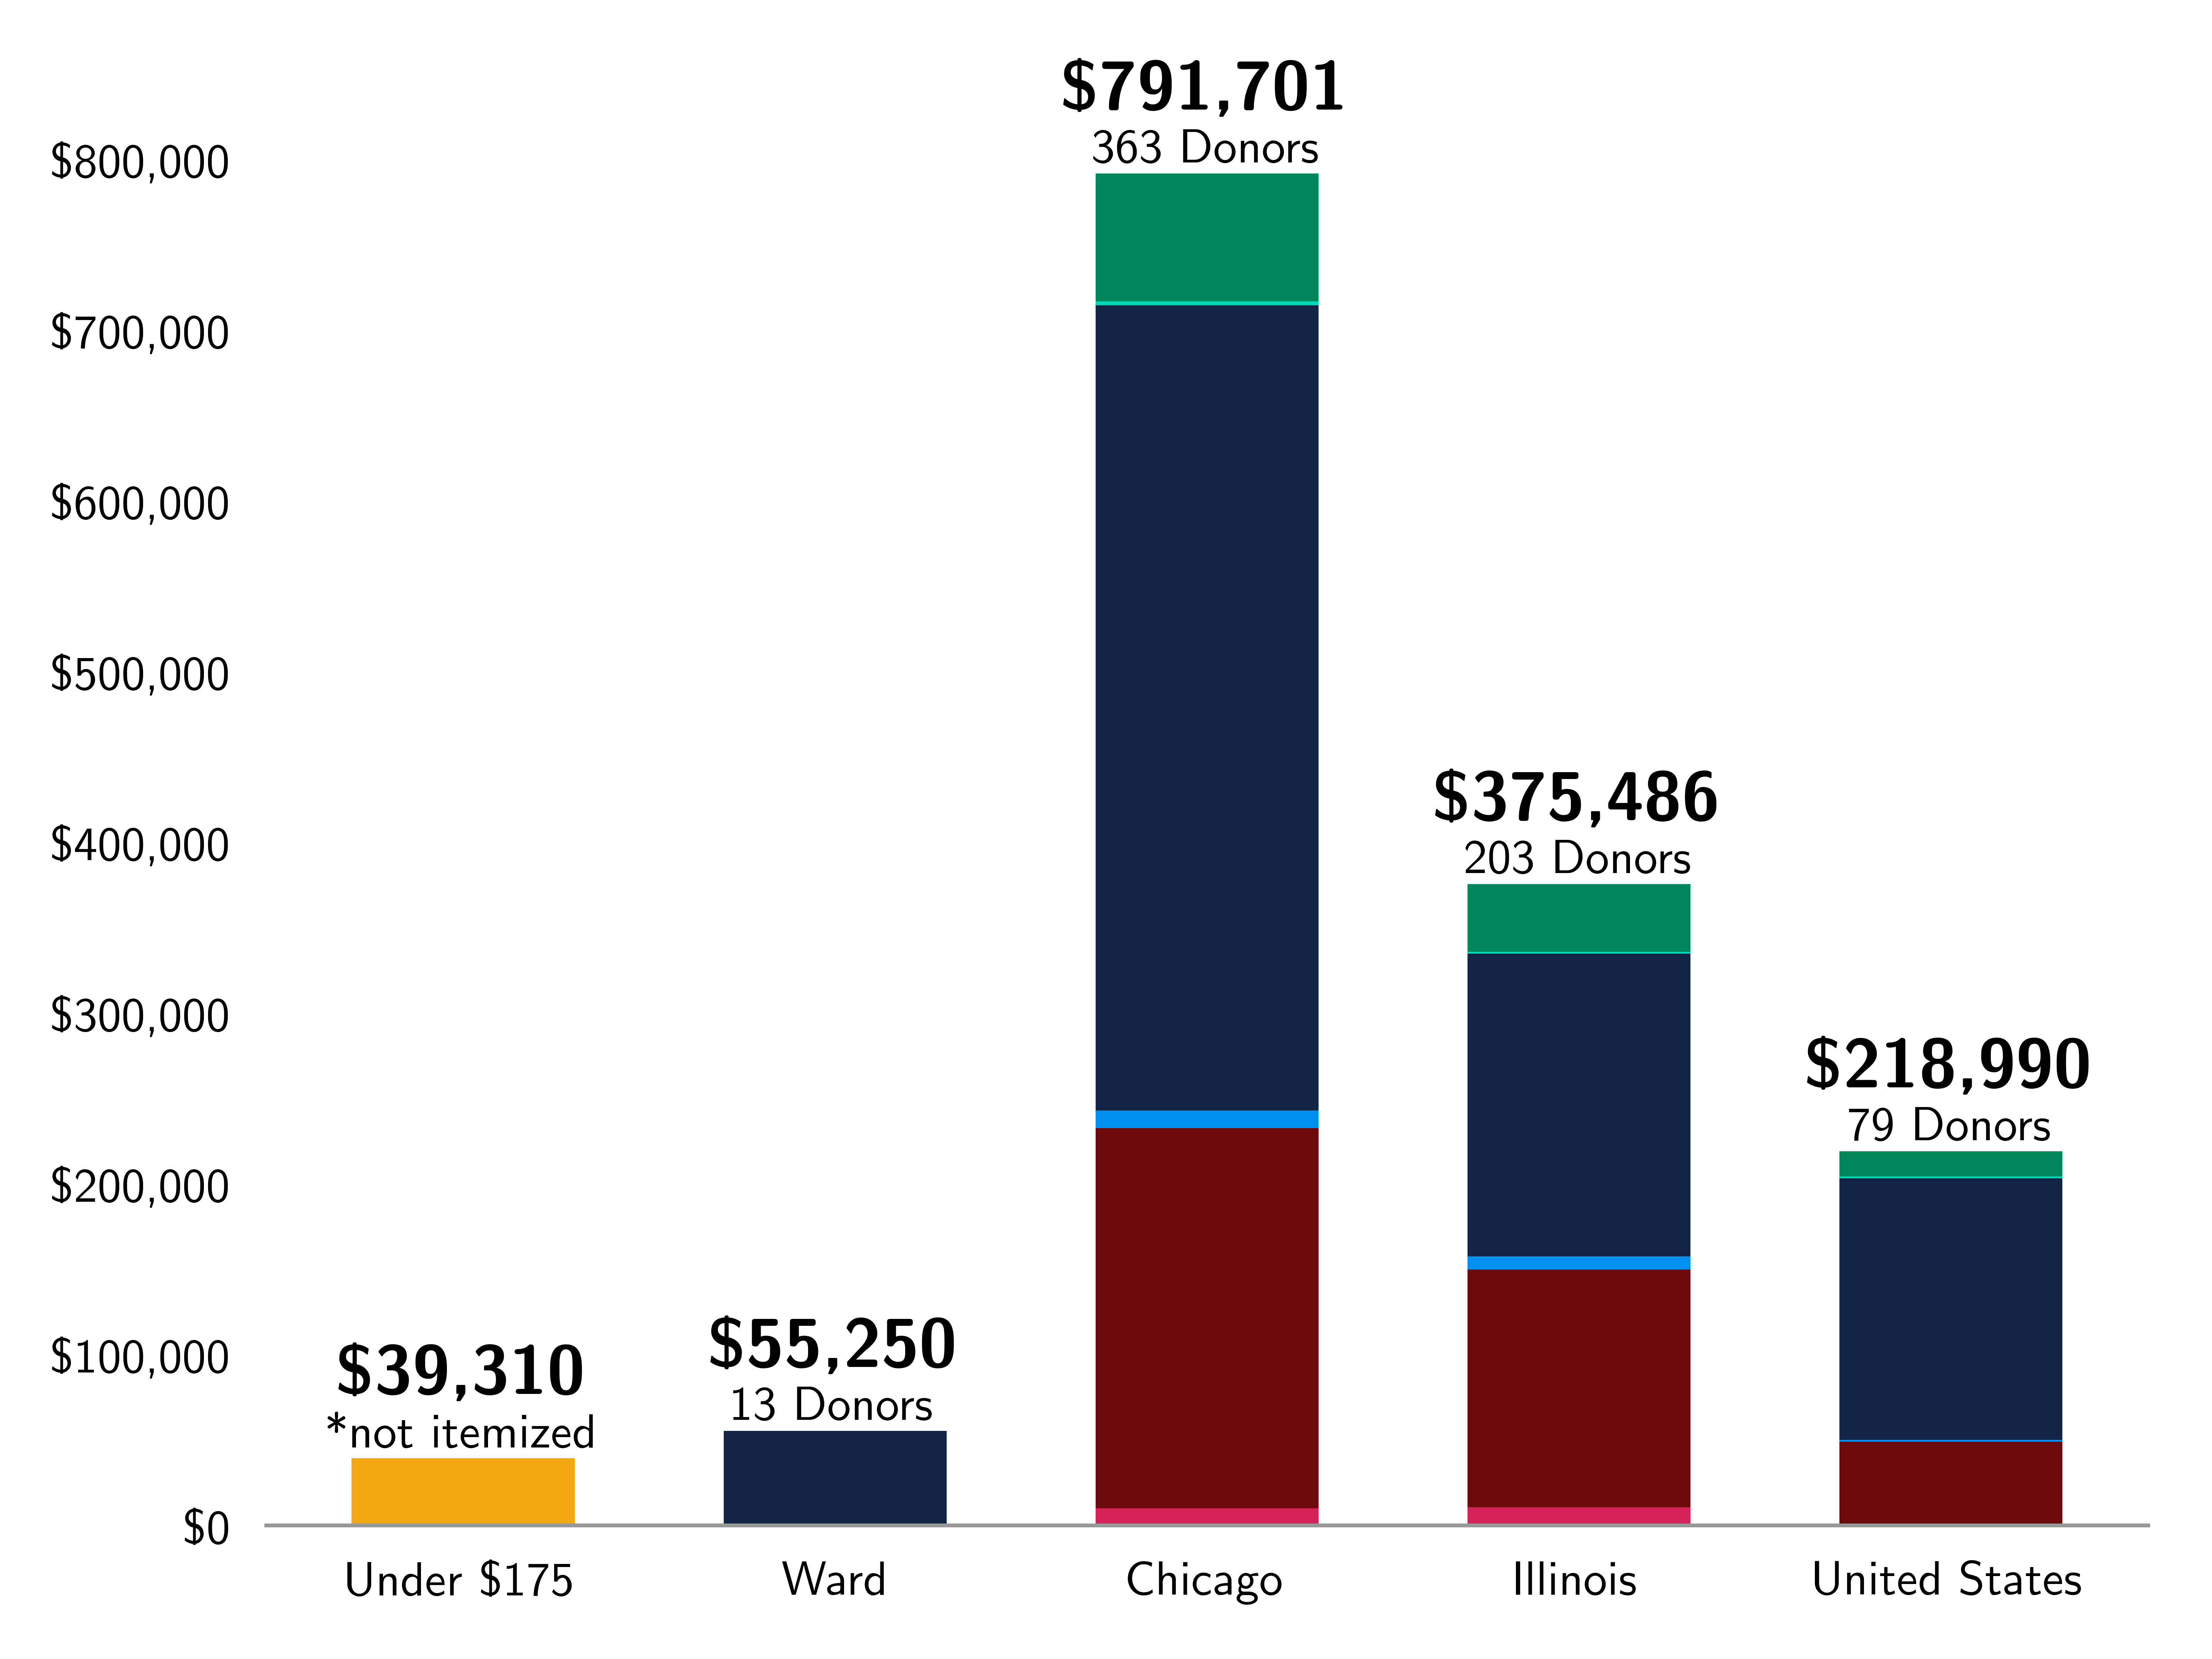 $791,701
363 Donors
$800,000
$700,000
$600,000
$500,000
$375,486
203 Donors
$400,000
$300,000
$218,990
79 Donors
$200,000
$55,250
13 Donors
$39,310
*not itemized
$100,000
$0
Under $175
Ward
Chicago
Illinois
United States